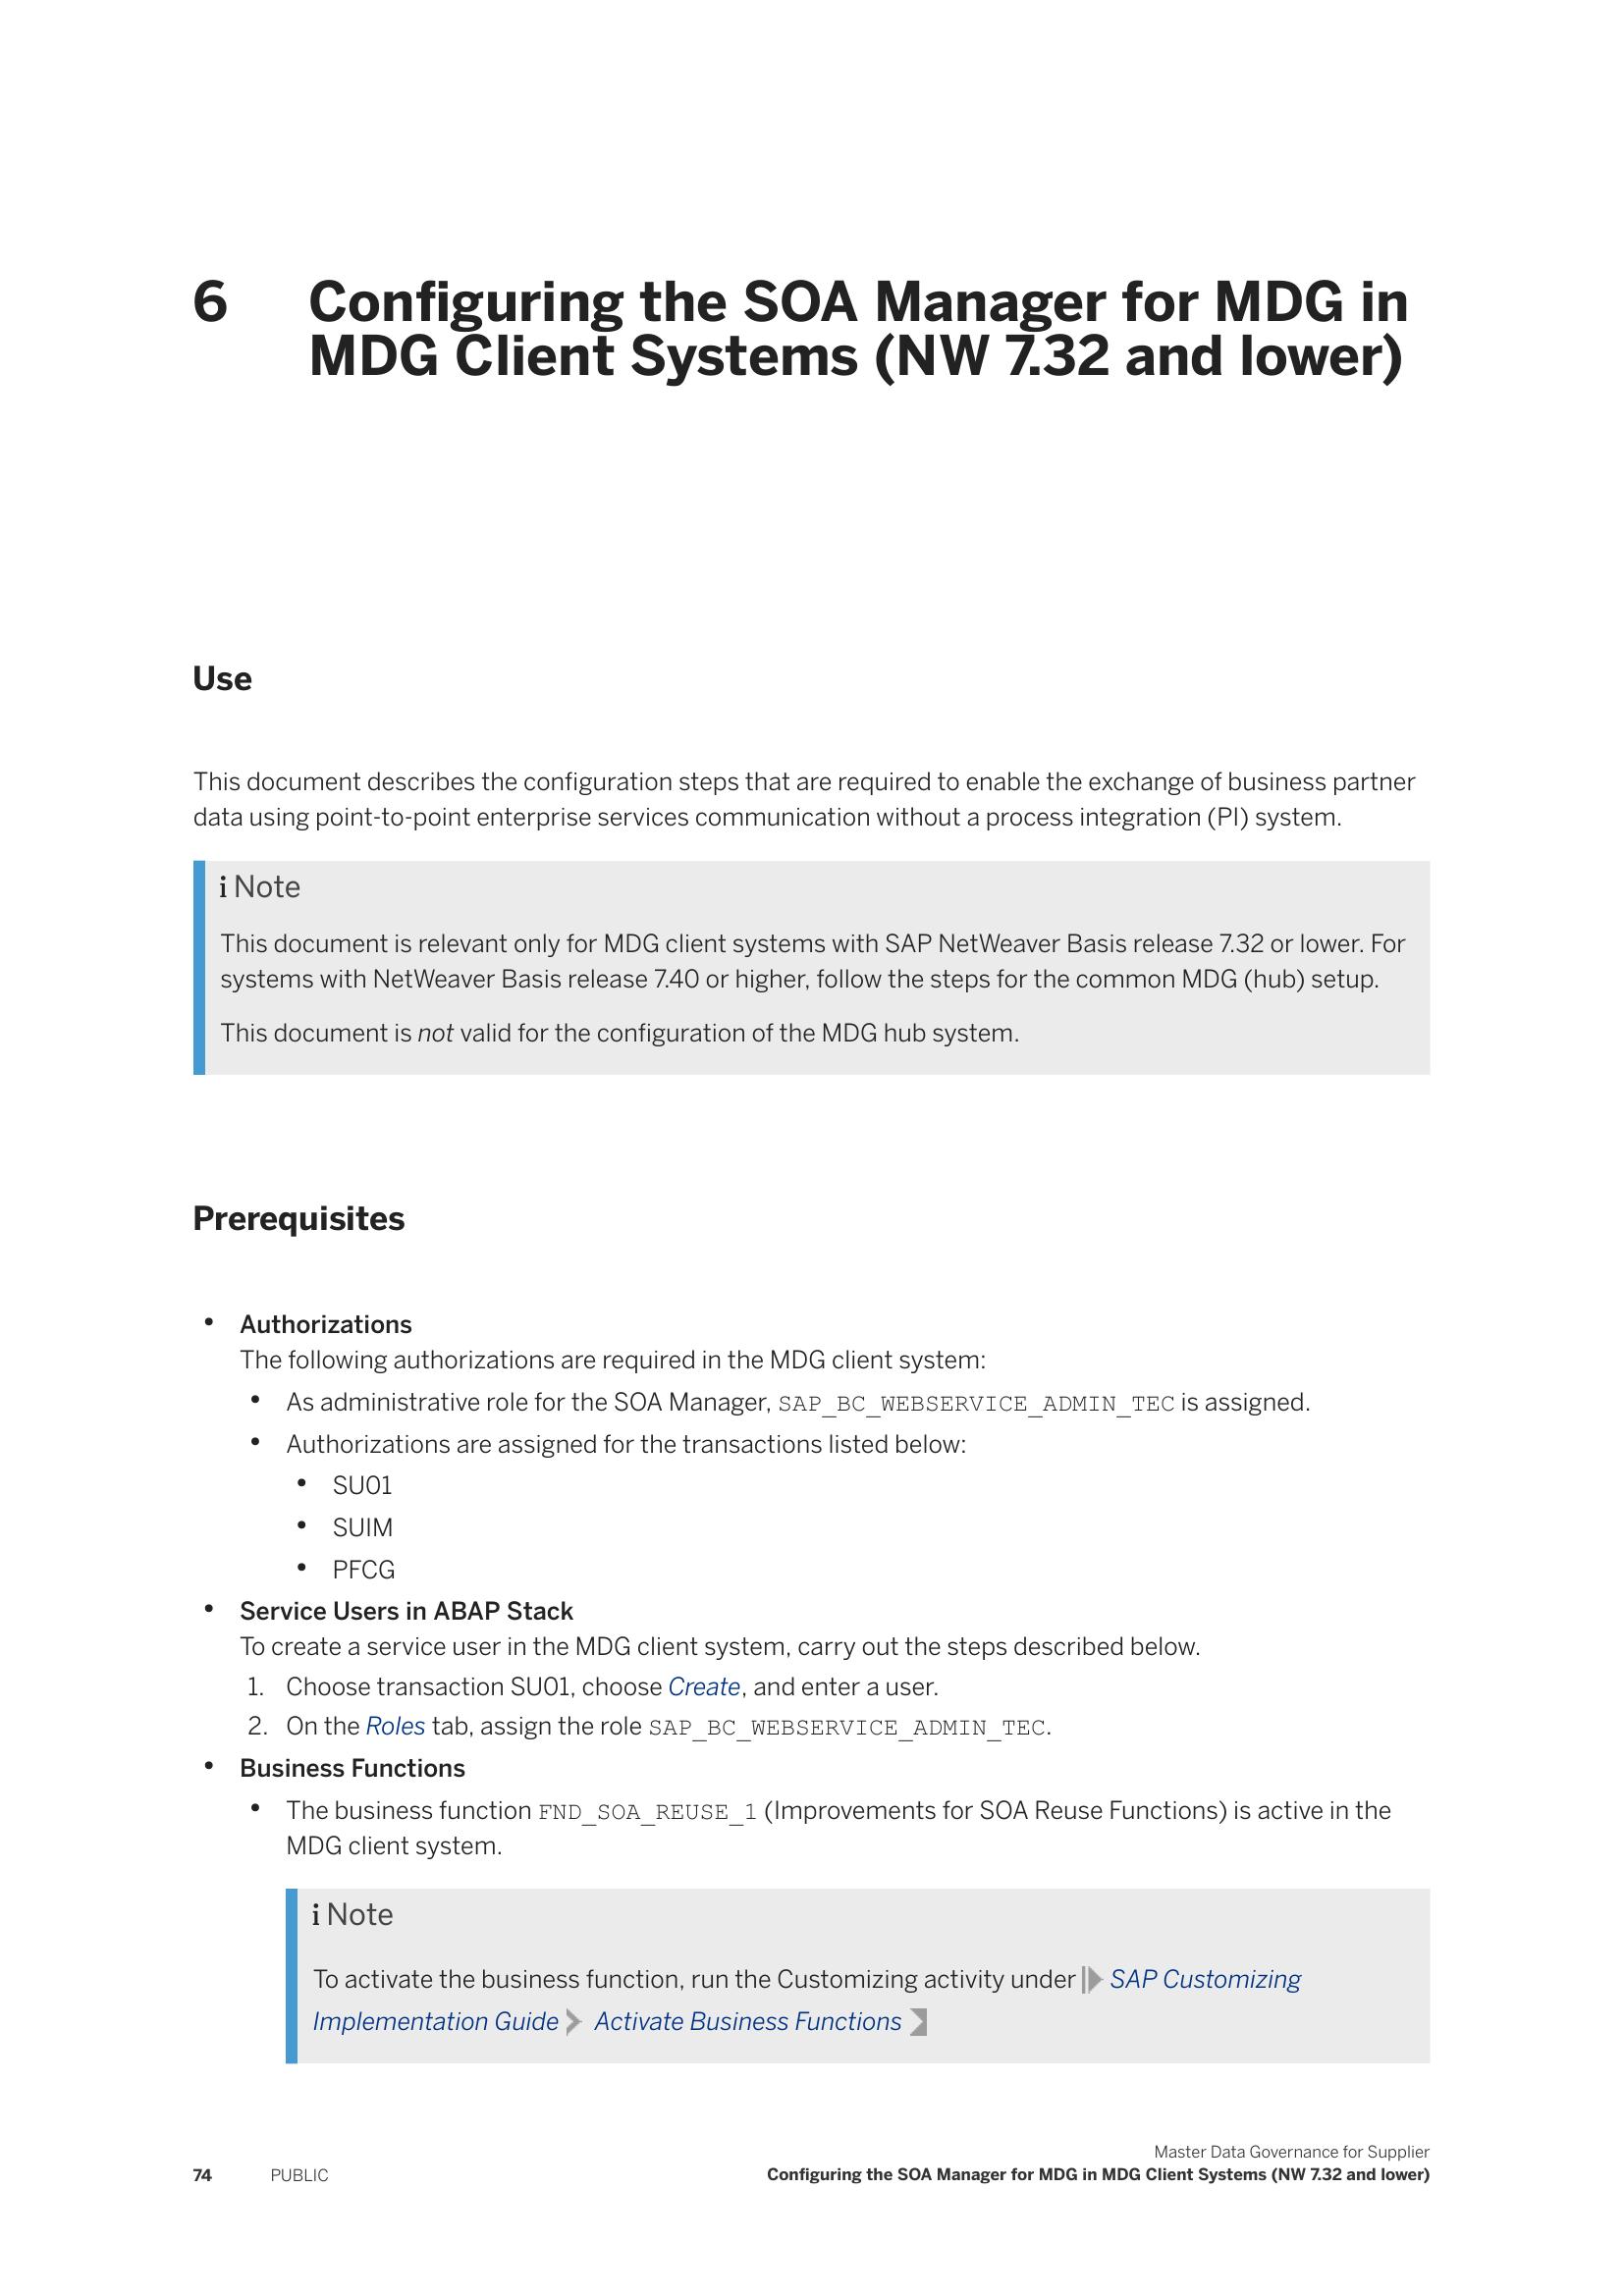 6 Configuring the SOA Manager for MDG in
MDG Client Systems (NW 7.32 and lower)
Use
This document describes the configuration steps that are required to enable the exchange of business partner
data using point-to-point enterprise services communication without a process integration (PI) system.
i Note
This document is relevant only for MDG client systems with SAP NetWeaver Basis release 7.32 or lower. For
systems with NetWeaver Basis release 7.40 or higher, follow the steps for the common MDG (hub) setup.
This document is not valid for the configuration of the MDG hub system.
Prerequisites
• Authorizations
The following authorizations are required in the MDG client system:
• As administrative role for the SOA Manager, SAP_BC_WEBSERVICE_ADMIN_TEC is assigned.
• Authorizations are assigned for the transactions listed below:
• SU01
• SUIM
• PFCG
• Service Users in ABAP Stack
To create a service user in the MDG client system, carry out the steps described below.
1. Choose transaction SU01, choose Create, and enter a user.
2. On the Roles tab, assign the role SAP_BC_WEBSERVICE_ADMIN_TEC.
• Business Functions
• The business function FND_SOA_REUSE_1 (Improvements for SOA Reuse Functions) is active in the
MDG client system.
i Note
To activate the business function, run the Customizing activity under SAP Customizing
Implementation Guide Activate Business Functions
Master Data Governance for Supplier
74 PUBLIC Configuring the SOA Manager for MDG in MDG Client Systems (NW 7.32 and lower)